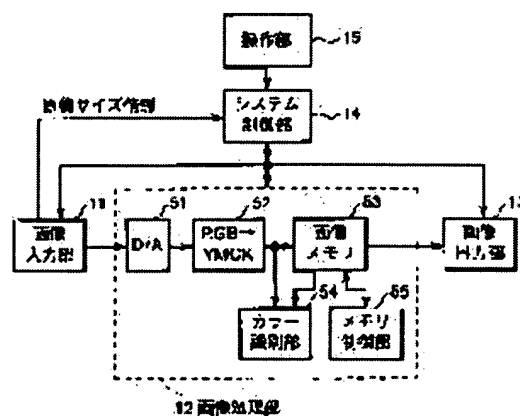 操作部
15
原稿サイズ信号
システム
制御部
14
11
画像
入力部
51
D/A
52
RGB→
YMCK
53
画像
メモリ
13
画像
出力部
54
カラー
識別部
55
メモリ
制御部
12 画像処理部